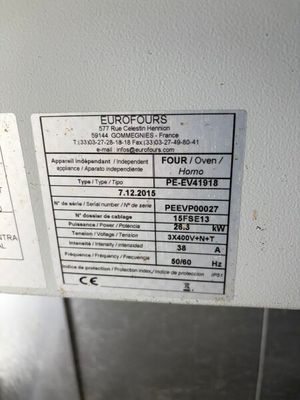 EUROFOURS
577 Rue Celestin Hennion
59144 GOMMEGNIES - France
T.(33)03-27-28-18-18 Fax(33)03-27-49-80-41
e-mail : infos@eurofours.com
Appareil indépendant / Independent appliance / Aparato independiente
FOUR / Oven / Horno
Type / Type / Tipo PE-EV41918
7.12.2015
N° de série / Serial number / N° de serie PEEVP00027
N° dossier de cablage 15FSE13
Puissance / Power / Potencia 26.3 kW
Tension / Voltage / Tension 3X400V+N+T
Intensité / Intensity / Intensidad 38 A
Fréquence / Frequency / Frecuencia 50/60 Hz
Indice de protection / Protection index / Indice de protección
CE
NTRA
AL